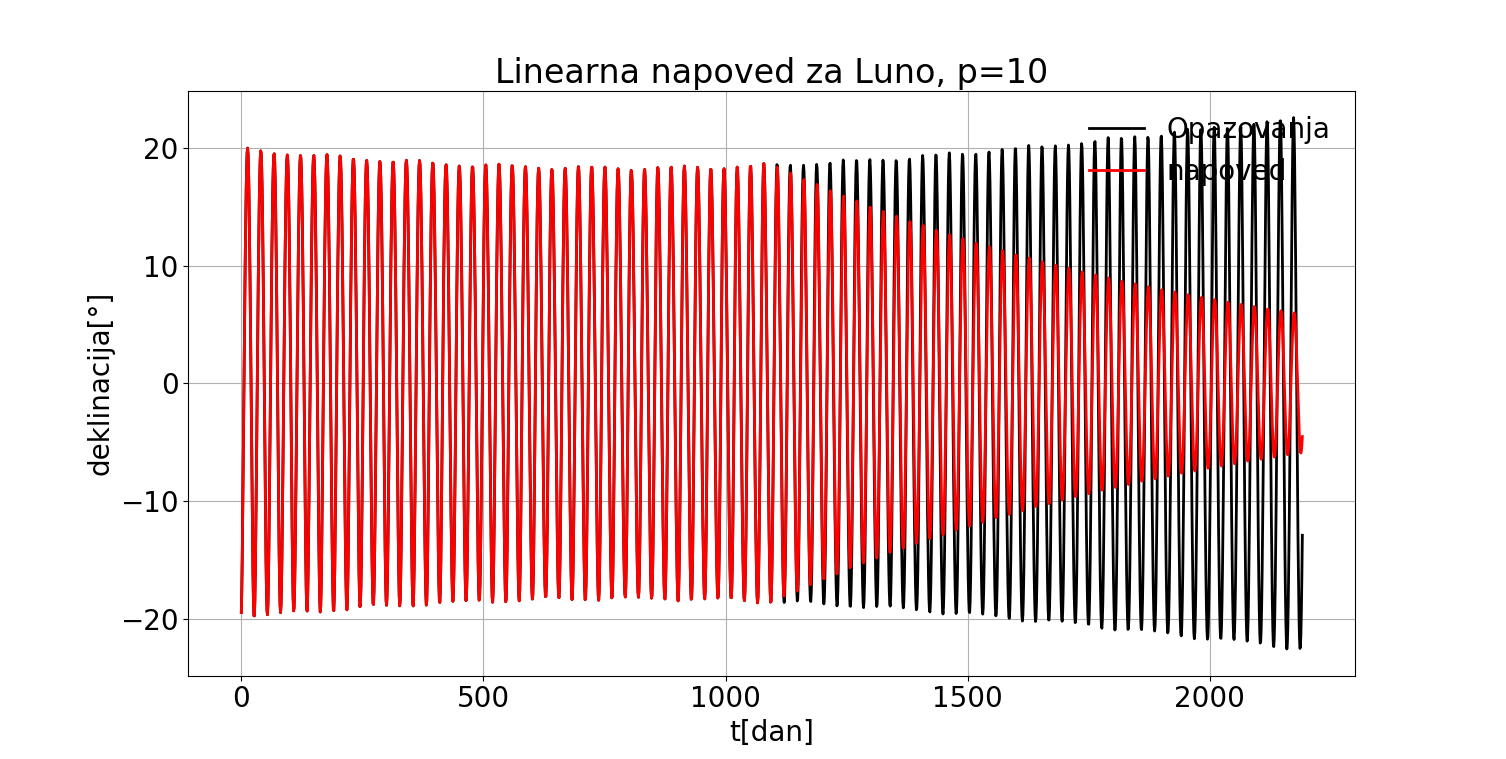 Linearna napoved za Luno, p=10
Opazovanja
napoved
20
10
0
−10
−20
deklinacija[°]
0 500 1000 1500 2000
t[dan]